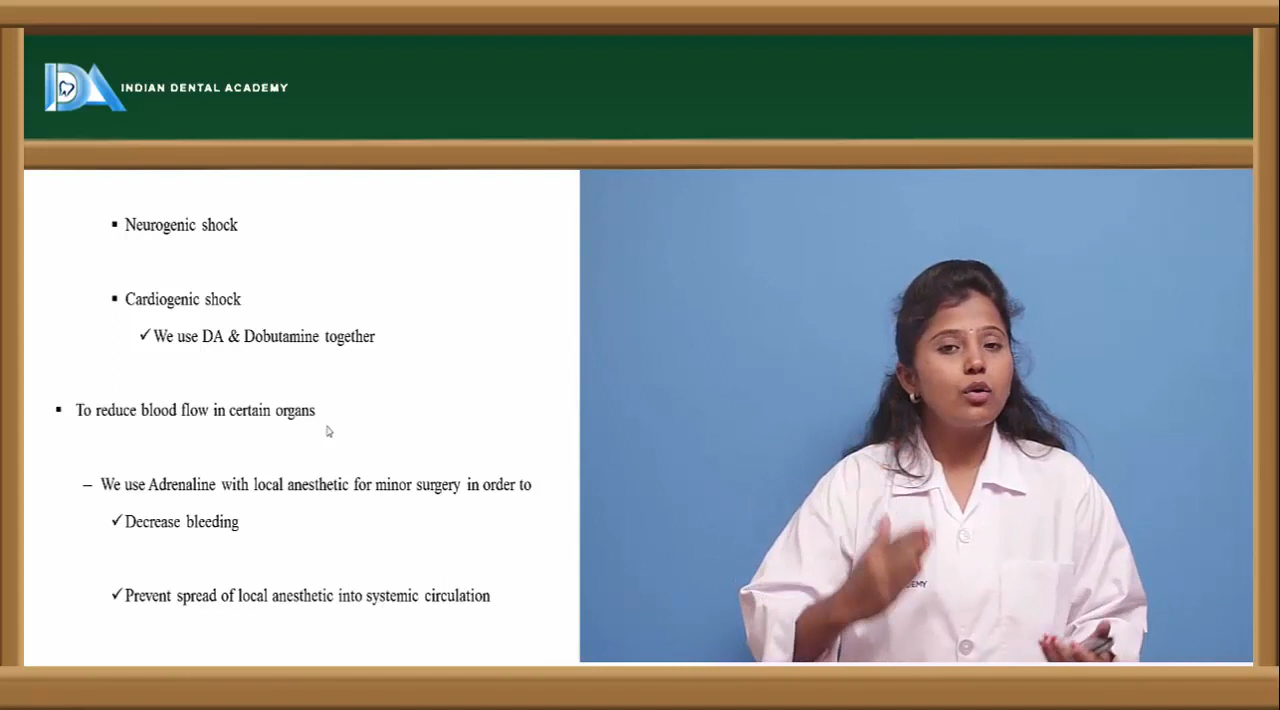 INDIAN DENTAL ACADEMY
▪ Neurogenic shock
▪ Cardiogenic shock
✓We use DA & Dobutamine together
▪ To reduce blood flow in certain organs
– We use Adrenaline with local anesthetic for minor surgery in order to
✓Decrease bleeding
✓Prevent spread of local anesthetic into systemic circulation